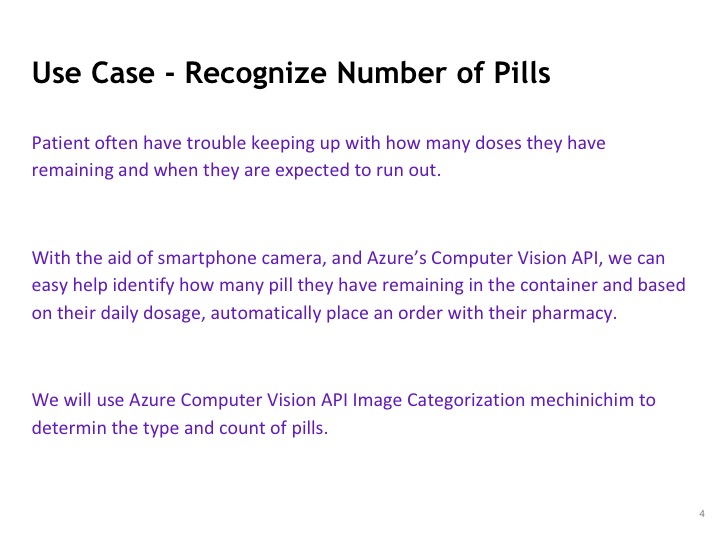 Use Case - Recognize Number of Pills
Patient often have trouble keeping up with how many doses they have
remaining and when they are expected to run out.
With the aid of smartphone camera, and Azure’s Computer Vision API, we can
easy help identify how many pill they have remaining in the container and based
on their daily dosage, automatically place an order with their pharmacy.
We will use Azure Computer Vision API Image Categorization mechinichim to
determin the type and count of pills.
4